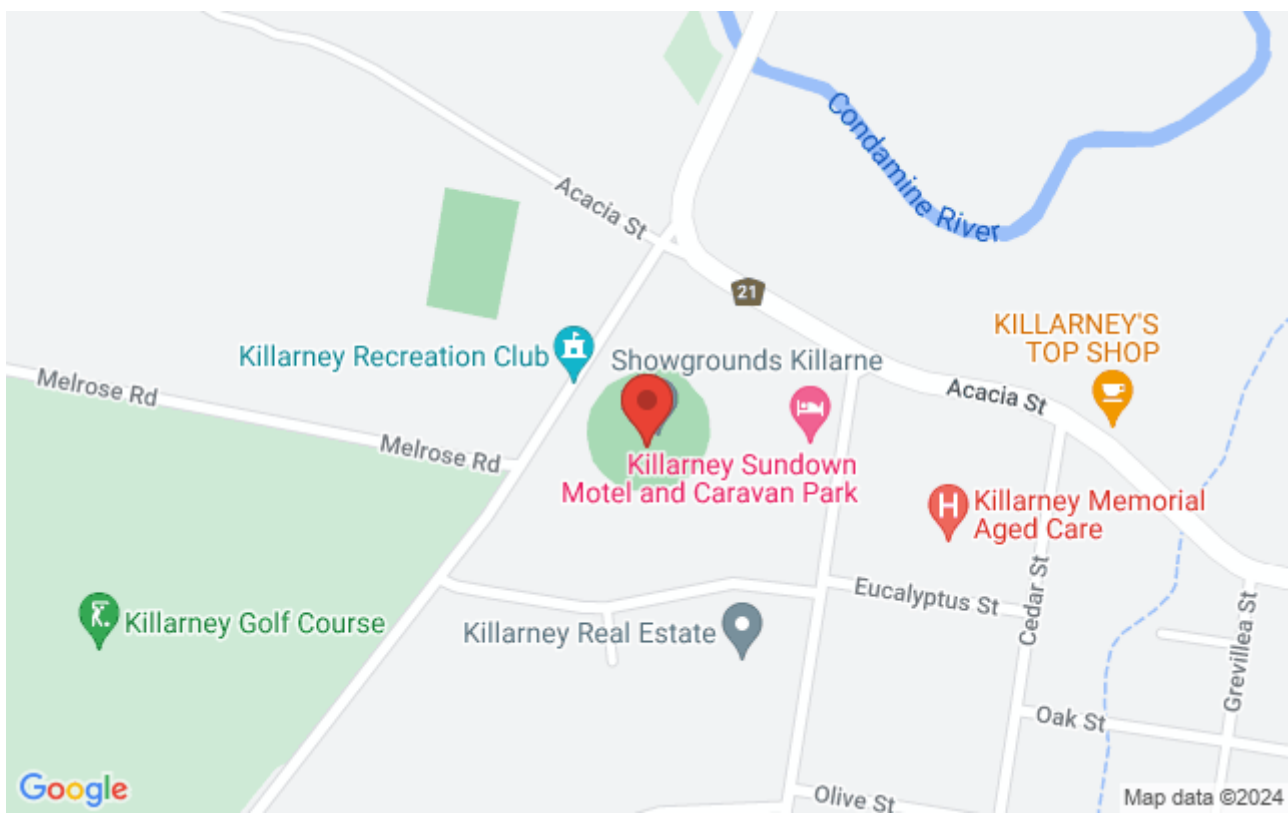 Condamine River
Acacia St
21
KILLARNEY'S
TOP SHOP
Killarney Recreation Club
Showgrounds Killarne
Melrose Rd
Acacia St
Melrose Rd
Killarney Sundown
Motel and Caravan Park
Killarney Memorial
Aged Care
H
Eucalyptus St
Cedar St
Killarney Golf Course
Killarney Real Estate
Grevillea St
Oak St
Google
Olive St
Map data ©2024